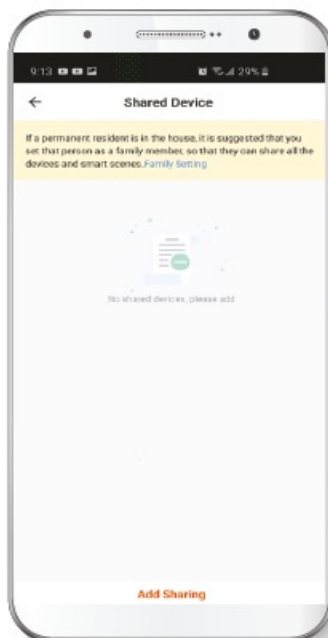 9:13 29%
Shared Device
If a permanent resident is in the house, it is suggested that you
set that person as a family member, so that they can share all the
devices and smart scenes.Family Setting
No shared devices, please add
Add Sharing